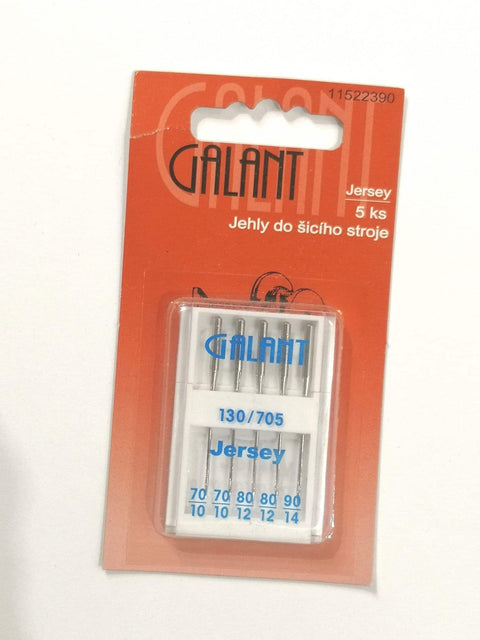 11522390
GALANT
GALANT
Jersey
5 ks
Jehly do šicího stroje
GALANT
130/705
Jersey
70 70 80 80 90
10 10 12 12 14